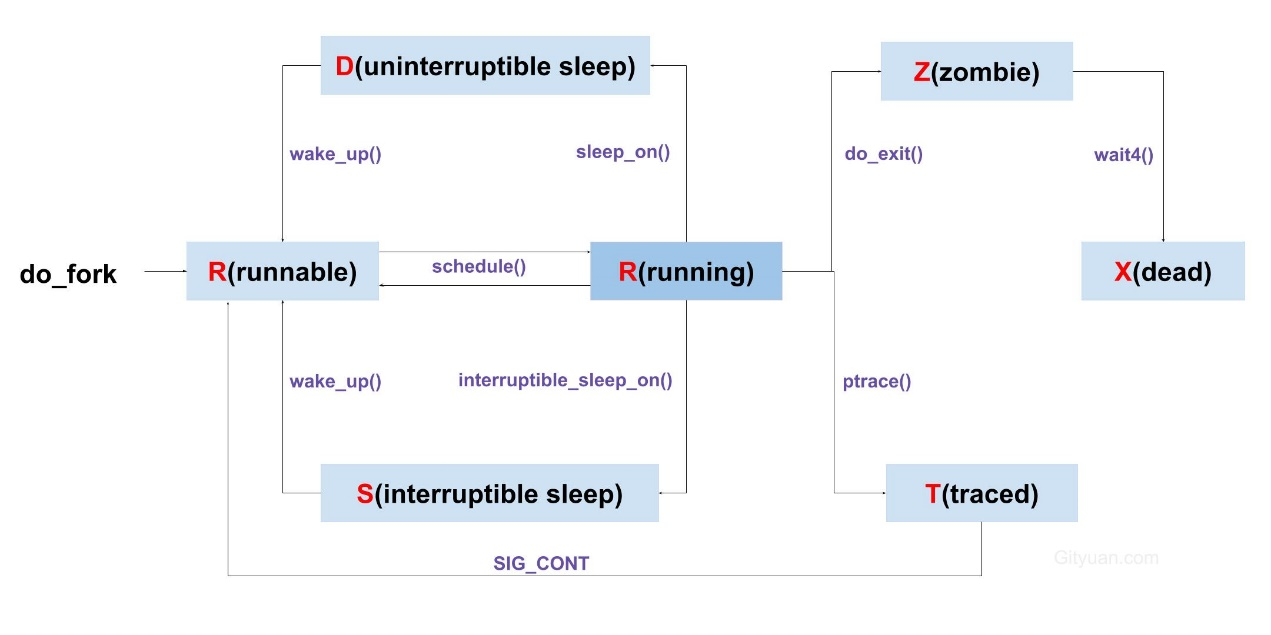 D(uninterruptible sleep)
Z(zombie)
wake_up()
sleep_on()
do_exit()
wait4()
do_fork
R(runnable)
schedule()
R(running)
X(dead)
wake_up()
interruptible_sleep_on()
ptrace()
S(interruptible sleep)
T(traced)
SIG_CONT
Gityuan.com